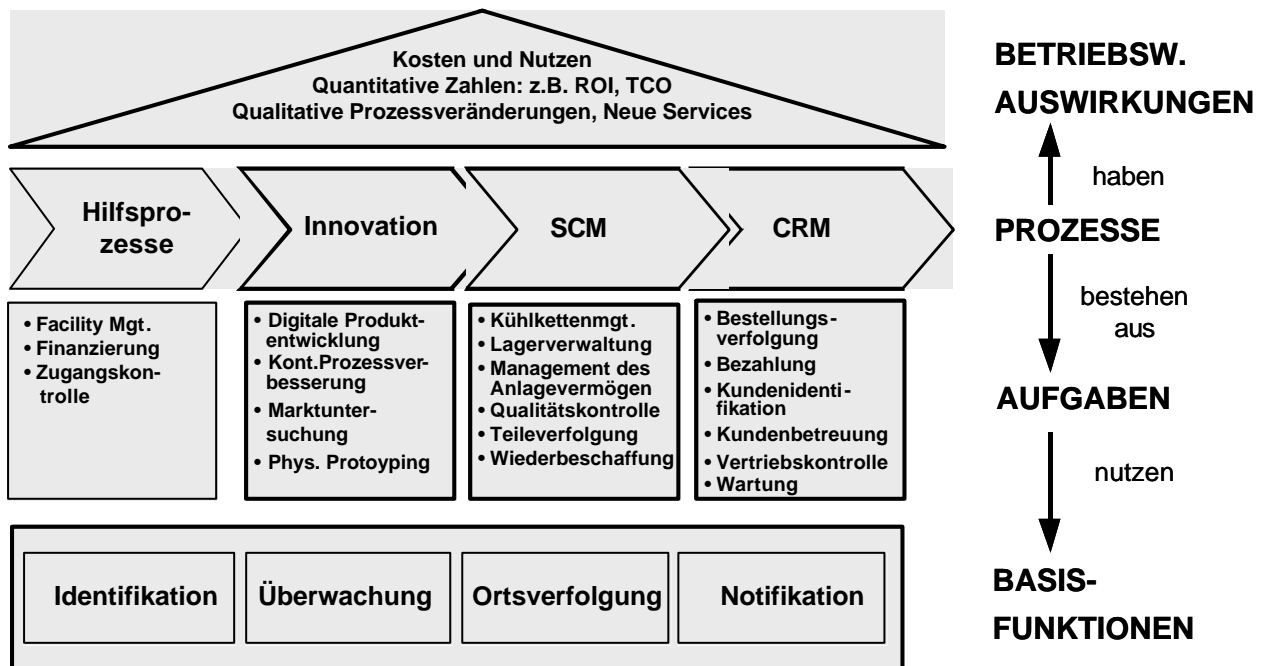 Kosten und Nutzen
Quantitative Zahlen: z.B. ROI, TCO
Qualitative Prozessveränderungen, Neue Services
BETRIEBSW.
AUSWIRKUNGEN
haben
Hilfspro-
zesse
Innovation
SCM
CRM
PROZESSE
bestehen
aus
• Facility Mgt.
• Finanzierung
• Zugangskon-
trolle
• Digitale Produkt-
entwicklung
• Kont.Prozessver-
besserung
• Marktunter-
suchung
• Phys. Protoyping
• Kühlkettenmgt.
• Lagerverwaltung
• Management des
Anlagevermögen
• Qualitätskontrolle
• Teileverfolgung
• Wiederbeschaffung
• Bestellungs-
verfolgung
• Bezahlung
• Kundenidenti-
fikation
• Kundenbetreuung
• Vertriebskontrolle
• Wartung
AUFGABEN
nutzen
Identifikation
Überwachung
Ortsverfolgung
Notifikation
BASIS-
FUNKTIONEN